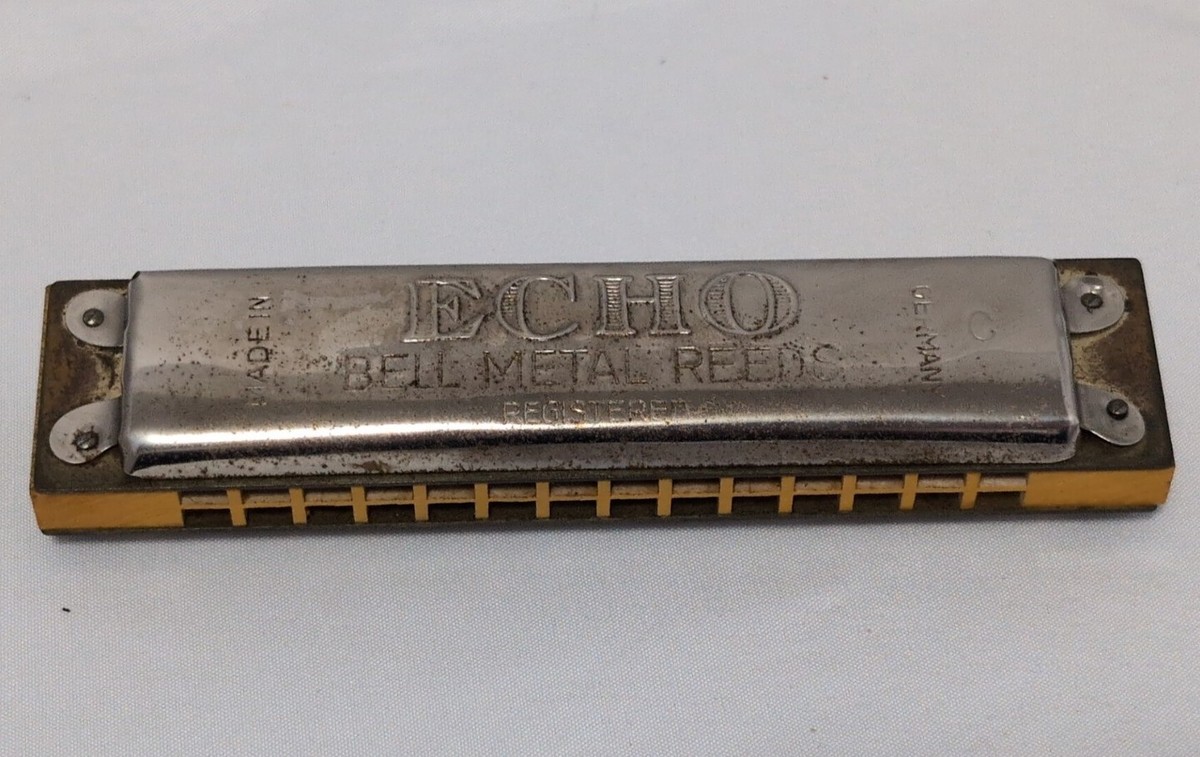 ECHO
BELL METAL REEDS
REGISTERED
MADE IN
GERMANY
C